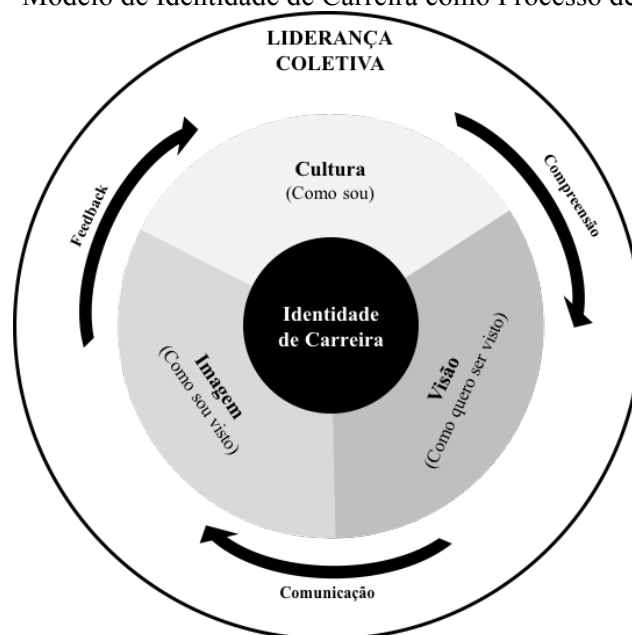 Modelo de Identidade de Carreira como Processo de
LIDERANÇA
COLETIVA
Cultura
(Como sou)
Feedback
Compreensão
Identidade
de Carreira
Imagem
(Como sou visto)
Visão
(Como quero ser visto)
Comunicação